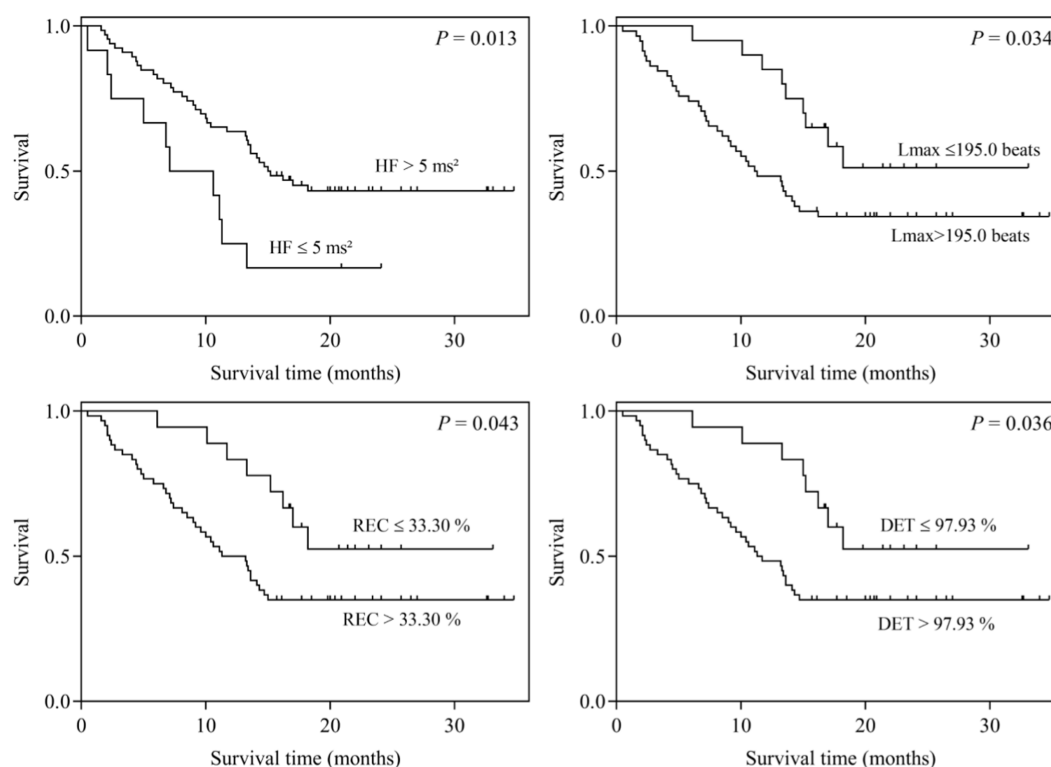 1.0
P = 0.013
Survival
0.5
HF > 5 ms²
HF ≤ 5 ms²
0.0
0 10 20 30
Survival time (months)
1.0
P = 0.034
Survival
0.5
Lmax ≤195.0 beats
Lmax>195.0 beats
0.0
0 10 20 30
Survival time (months)
1.0
P = 0.043
Survival
0.5
REC ≤ 33.30 %
REC > 33.30 %
0.0
0 10 20 30
Survival time (months)
1.0
P = 0.036
Survival
0.5
DET ≤ 97.93 %
DET > 97.93 %
0.0
0 10 20 30
Survival time (months)